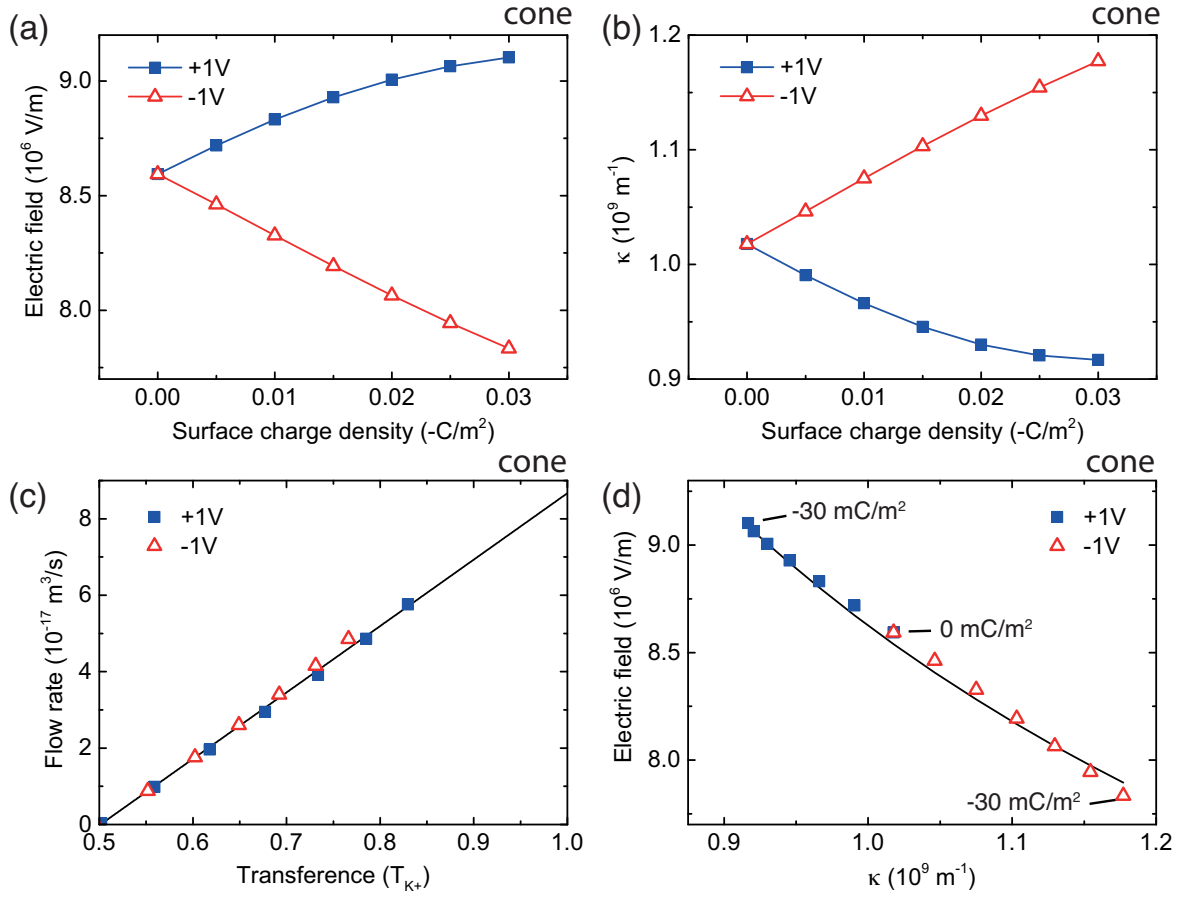 (a)
cone
+1V
-1V
9.0
8.5
8.0
Electric field (10⁶ V/m)
0.00 0.01 0.02 0.03
Surface charge density (-C/m²)
(b)
cone
+1V
-1V
1.2
1.1
1.0
0.9
κ (10⁹ m⁻¹)
0.00 0.01 0.02 0.03
Surface charge density (-C/m²)
(c)
cone
+1V
-1V
8
6
4
2
0
Flow rate (10⁻¹⁷ m³/s)
0.5 0.6 0.7 0.8 0.9 1.0
Transference (T_K+)
(d)
cone
-30 mC/m²
+1V
-1V
0 mC/m²
-30 mC/m²
9.0
8.5
8.0
Electric field (10⁶ V/m)
0.9 1.0 1.1 1.2
κ (10⁹ m⁻¹)